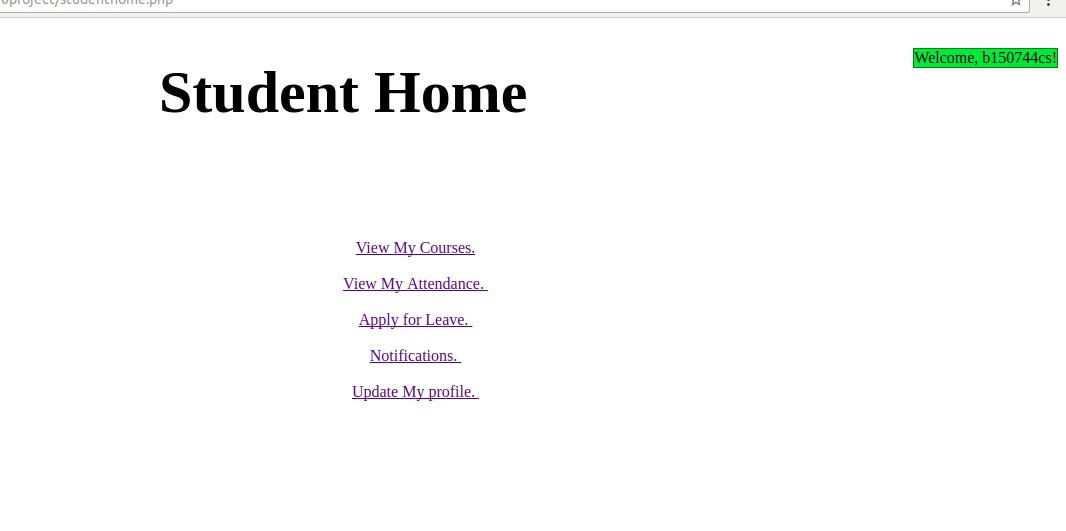 oproject/studenthome.php
Welcome, b150744cs!
Student Home
View My Courses.
View My Attendance.
Apply for Leave.
Notifications.
Update My profile.